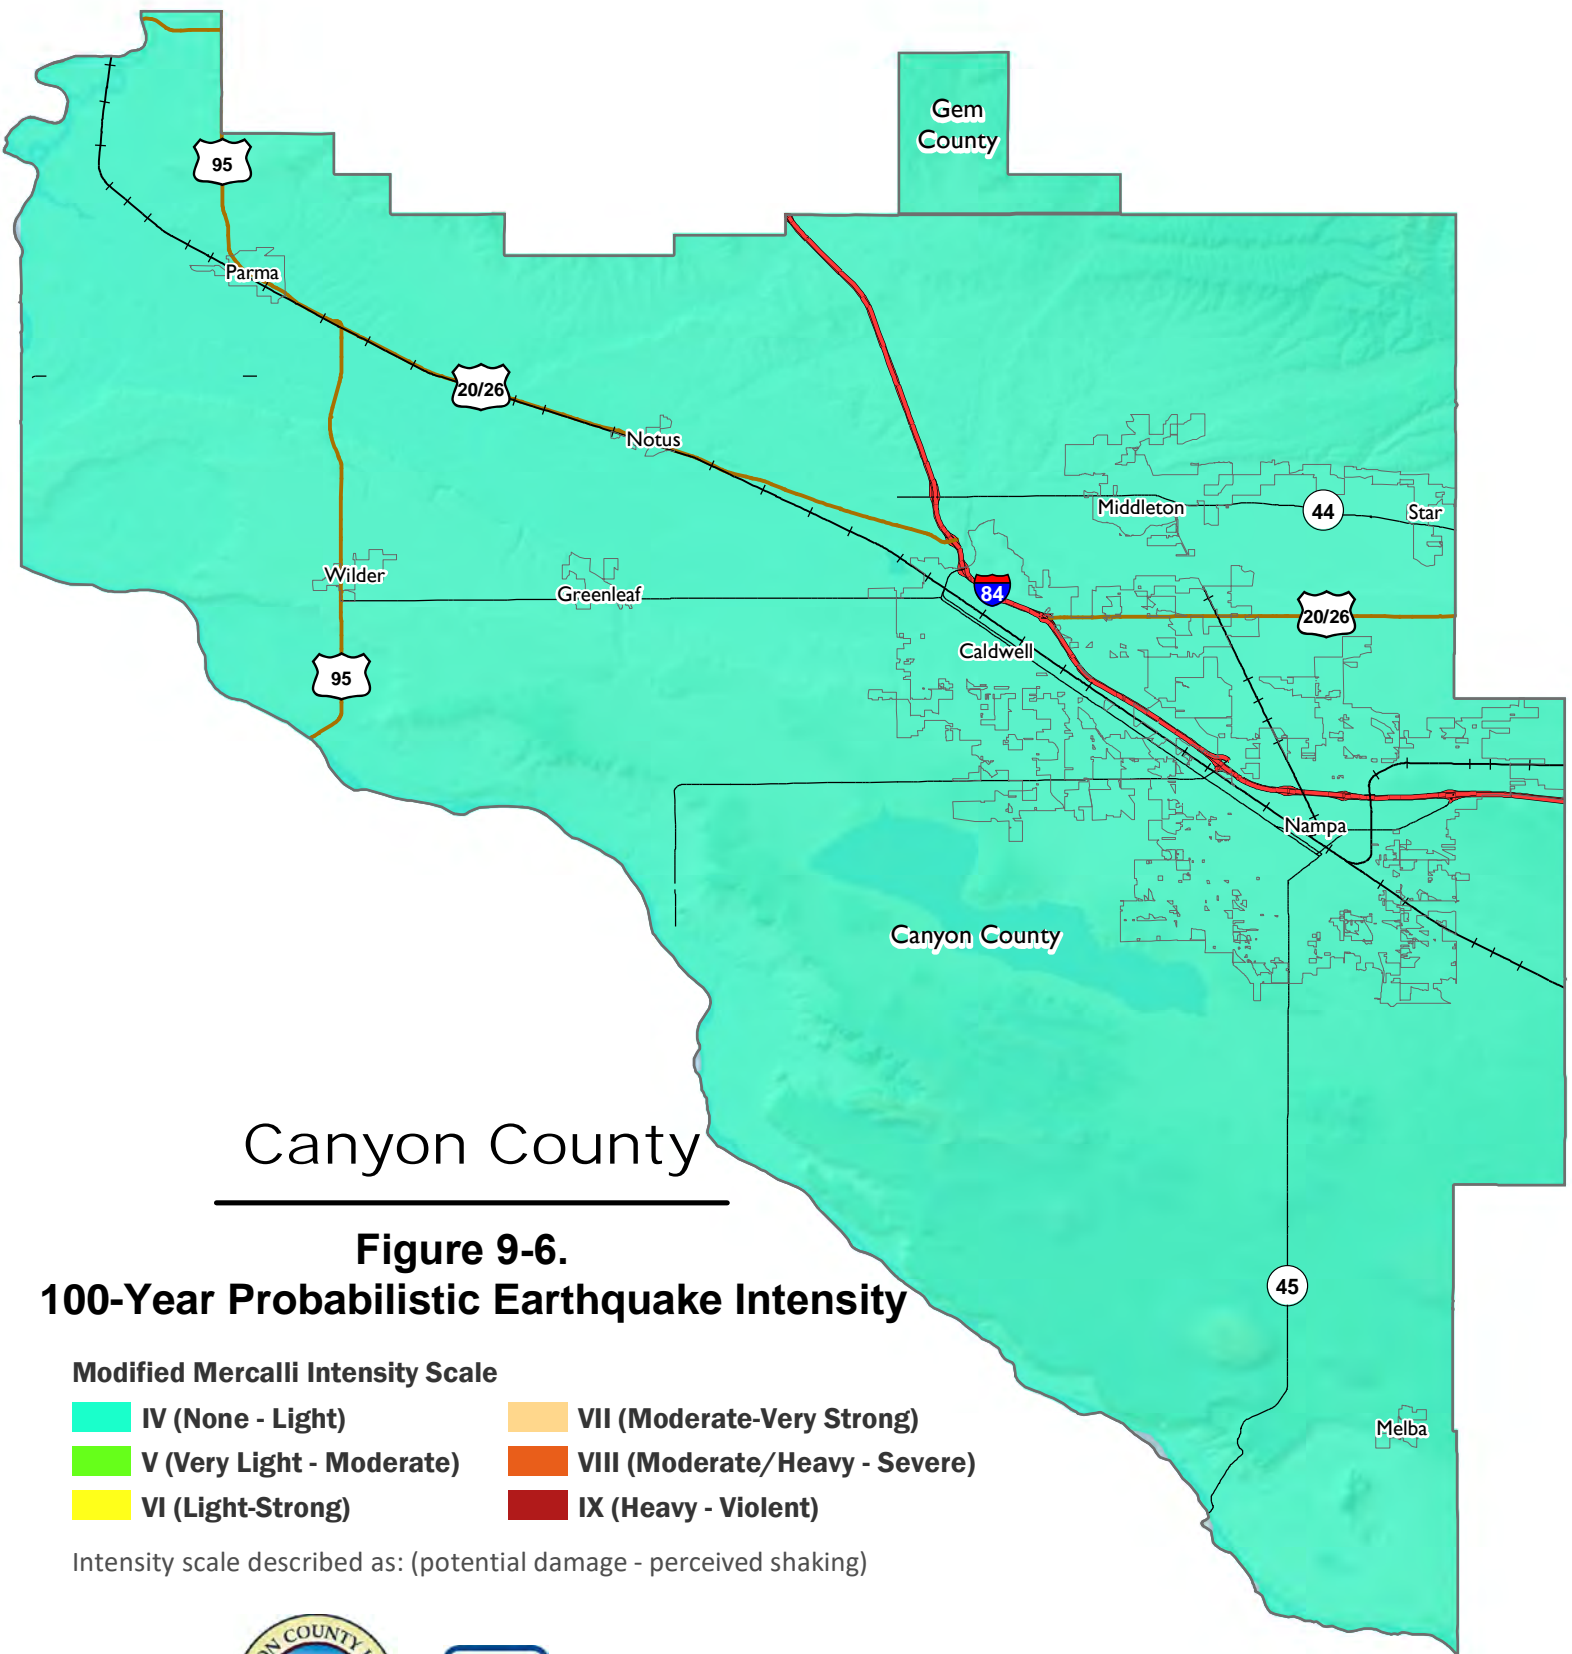 Gem
County
95
Parma
20/26
Notus
Middleton
44
Star
Wilder
Greenleaf
84
20/26
Caldwell
95
Nampa
Canyon County
Canyon County
Figure 9-6.
100-Year Probabilistic Earthquake Intensity
45
Modified Mercalli Intensity Scale
IV (None - Light)
V (Very Light - Moderate)
VI (Light-Strong)
VII (Moderate-Very Strong)
VIII (Moderate/Heavy - Severe)
IX (Heavy - Violent)
Melba
Intensity scale described as: (potential damage - perceived shaking)
COUNTY